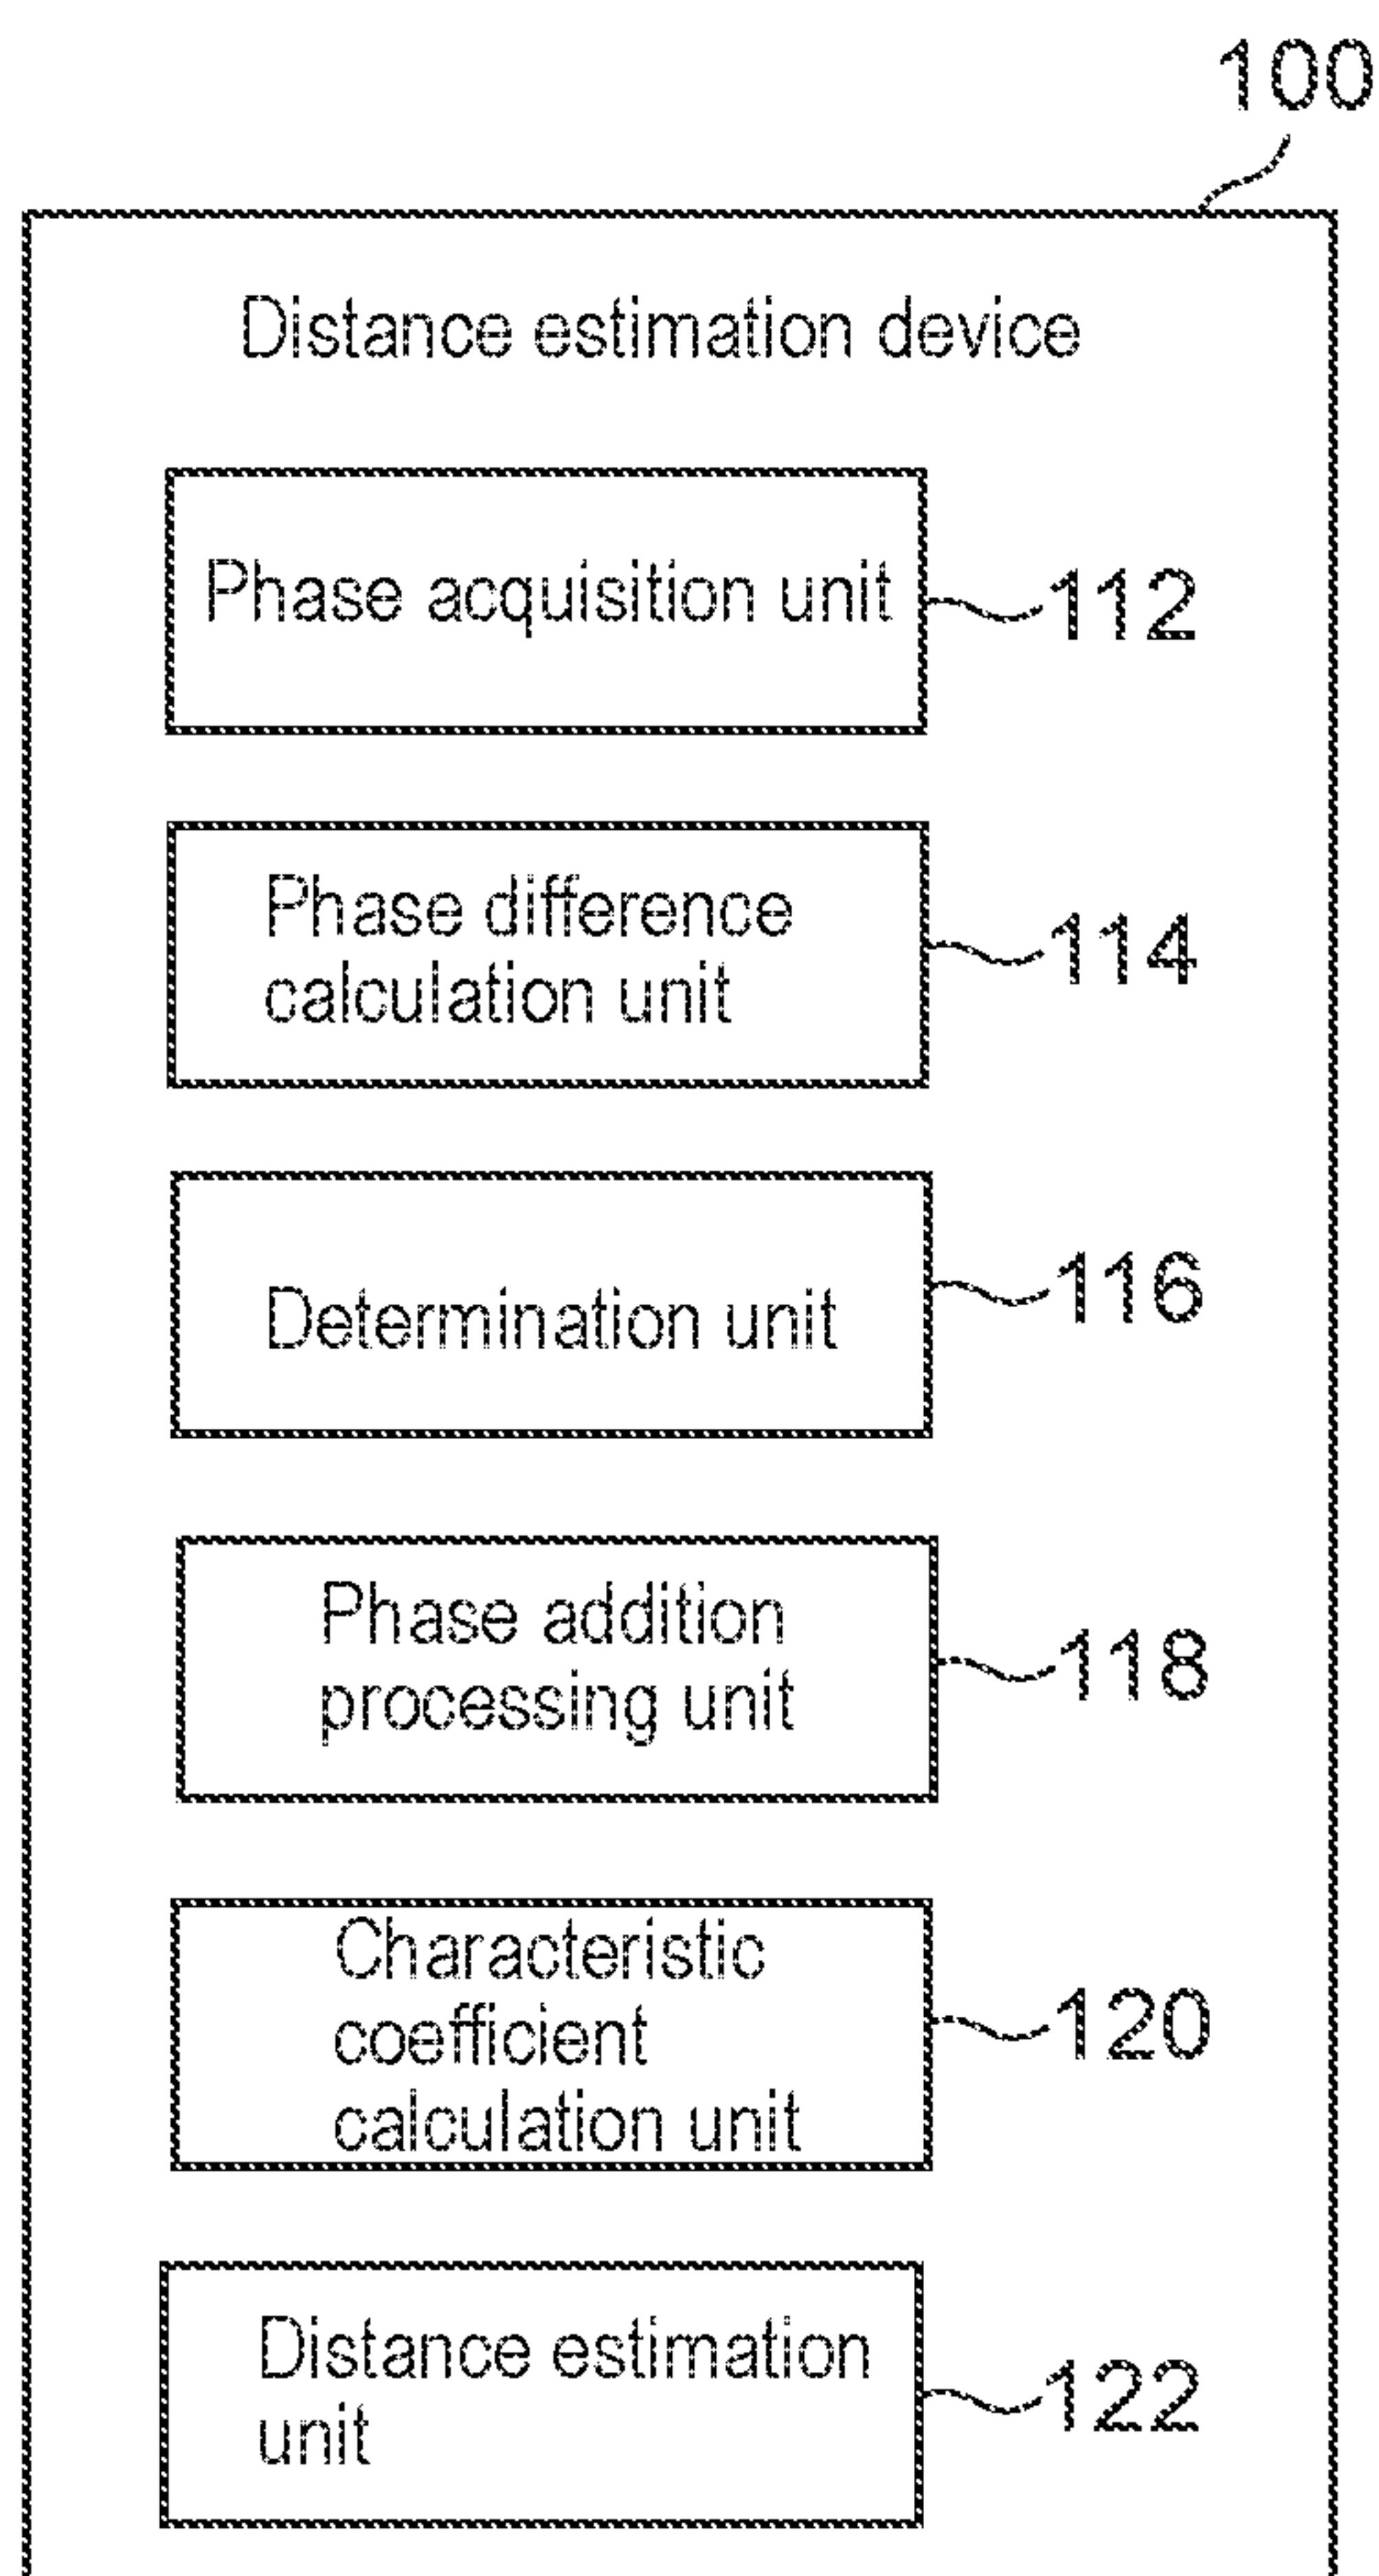 100
Distance estimation device
Phase acquisition unit
112
Phase difference
calculation unit
114
Determination unit
116
Phase addition
processing unit
118
Characteristic
coefficient
calculation unit
120
Distance estimation
unit
122